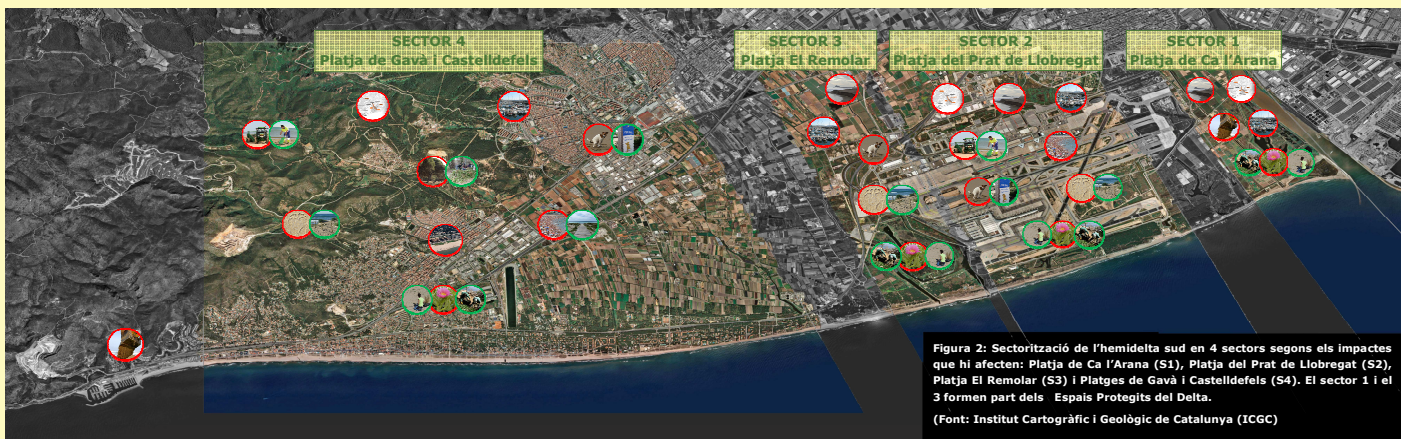 SECTOR 4
Platja de Gavà i Castelldefels
SECTOR 3
Platja El Remolar
SECTOR 2
Platja del Prat de Llobregat
SECTOR 1
Platja de Ca l'Arana
Figura 2: Sectorització de l'hemidelta sud en 4 sectors segons els impactes
que hi afecten: Platja de Ca l'Arana (S1), Platja del Prat de Llobregat (S2),
Platja El Remolar (S3) i Platges de Gavà i Castelldefels (S4). El sector 1 i el
3 formen part dels Espais Protegits del Delta.
(Font: Institut Cartogràfic i Geològic de Catalunya (ICGC)